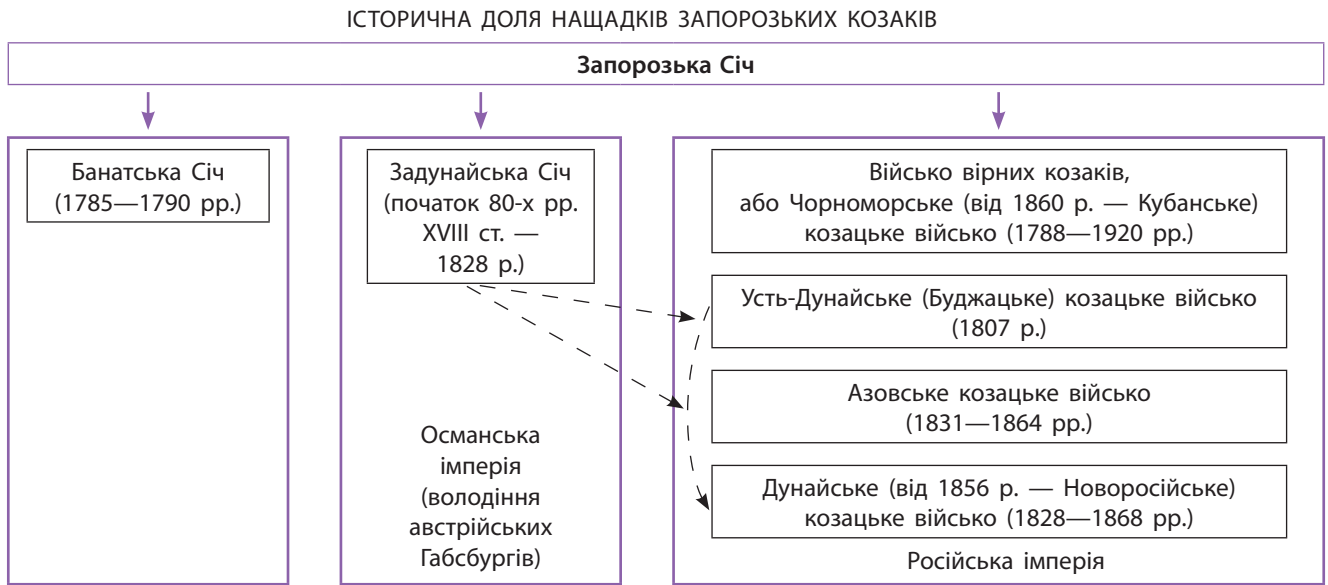 ІСТОРИЧНА ДОЛЯ НАЩАДКІВ ЗАПОРОЗЬКИХ КОЗАКІВ
Запорозька Січ
Банатська Січ
(1785—1790 рр.)
Задунайська Січ
(початок 80-х рр.
XVIII ст. —
1828 р.)
Османська
імперія
(володіння
австрійських
Габсбургів)
Військо вірних козаків,
або Чорноморське (від 1860 р. — Кубанське)
козацьке військо (1788—1920 рр.)
Усть-Дунайське (Буджацьке) козацьке військо
(1807 р.)
Азовське козацьке військо
(1831—1864 рр.)
Дунайське (від 1856 р. — Новоросійське)
козацьке військо (1828—1868 рр.)
Російська імперія